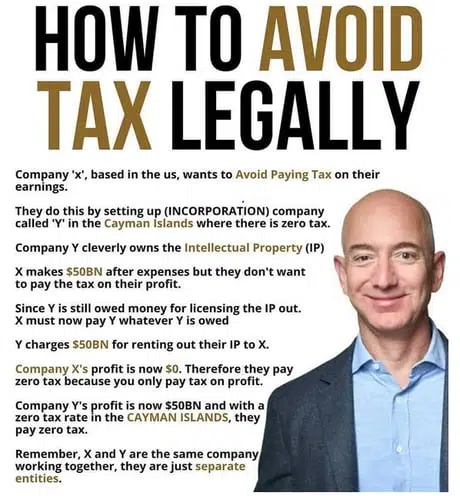 HOW TO AVOID
TAX LEGALLY
Company 'x', based in the us, wants to Avoid Paying Tax on their
earnings.
They do this by setting up (INCORPORATION) company
called 'Y' in the Cayman Islands where there is zero tax.
Company Y cleverly owns the Intellectual Property (IP)
X makes $50BN after expenses but they don't want
to pay the tax on their profit.
Since Y is still owed money for licensing the IP out.
X must now pay Y whatever Y is owed
Y charges $50BN for renting out their IP to X.
Company X's profit is now $0. Therefore they pay
zero tax because you only pay tax on profit.
Company Y's profit is now $50BN and with a
zero tax rate in the CAYMAN ISLANDS, they
pay zero tax.
Remember, X and Y are the same company
working together, they are just separate
entities.